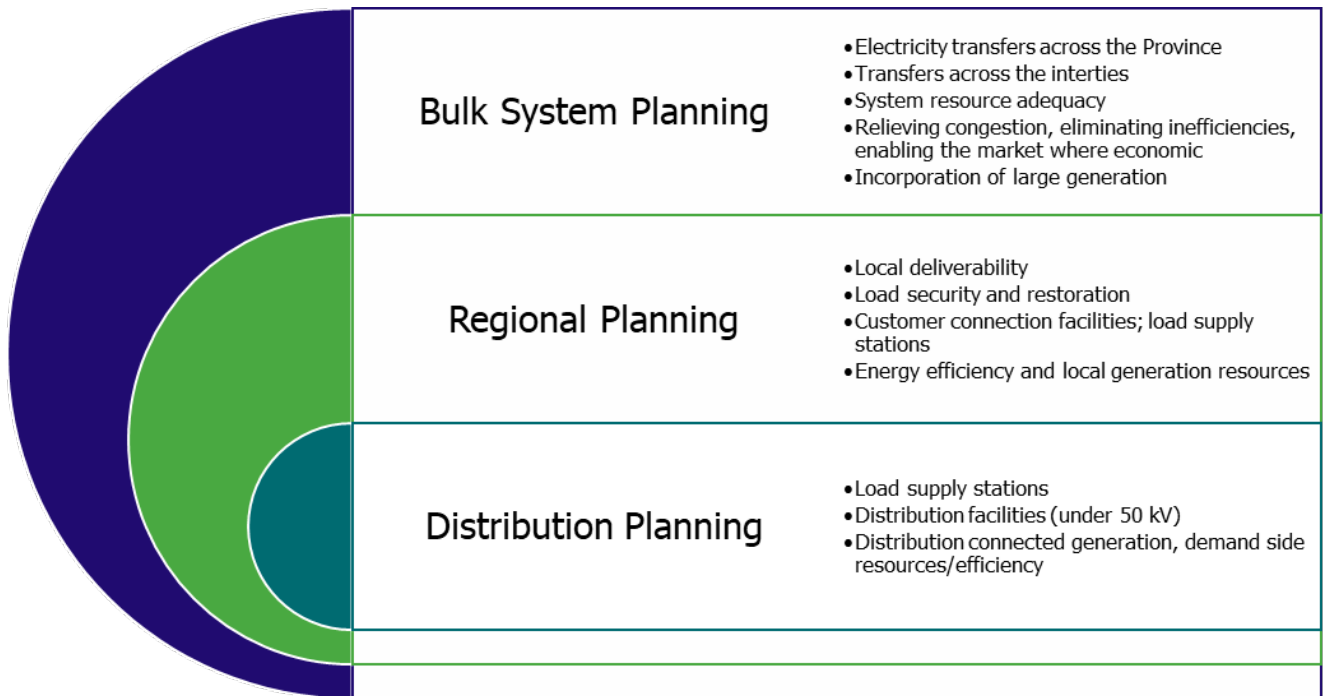 Bulk System Planning
•Electricity transfers across the Province
•Transfers across the interties
•System resource adequacy
•Relieving congestion, eliminating inefficiencies,
enabling the market where economic
•Incorporation of large generation
Regional Planning
•Local deliverability
•Load security and restoration
•Customer connection facilities; load supply
stations
•Energy efficiency and local generation resources
Distribution Planning
•Load supply stations
•Distribution facilities (under 50 kV)
•Distribution connected generation, demand side
resources/efficiency